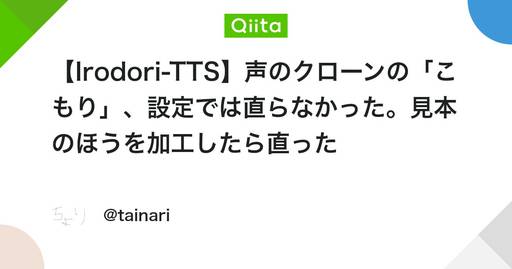 Qiita
【Irodori-TTS】声のクローンの「こ
もり」、設定では直らなかった。見本
のほうを加工したら直った
@tainari